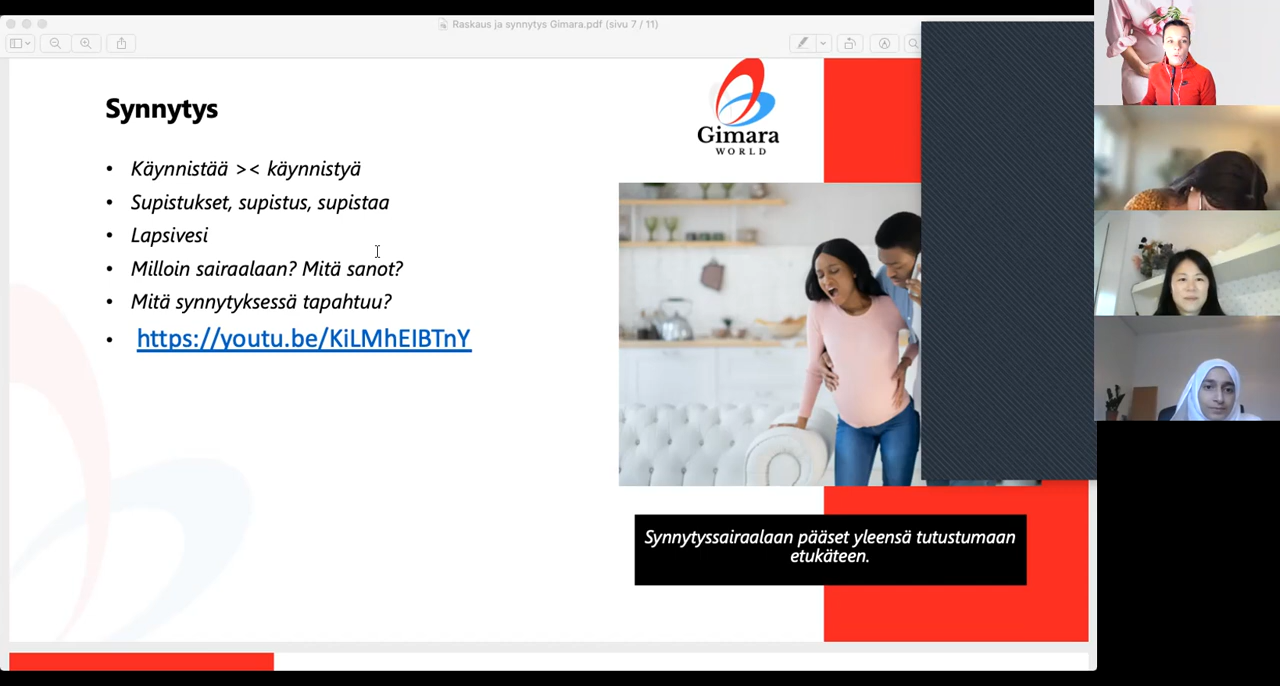 Raskaus ja synnytys Gimara.pdf (sivu 7 / 11)
Synnytys
Gimara
WORLD
• Käynnistää >< käynnistyä
• Supistukset, supistus, supistaa
• Lapsivesi
• Milloin sairaalaan? Mitä sanot?
• Mitä synnytyksessä tapahtuu?
• https://youtu.be/KiLMhEIBTnY
Synnytyssairaalaan pääset yleensä tutustumaan
etukäteen.